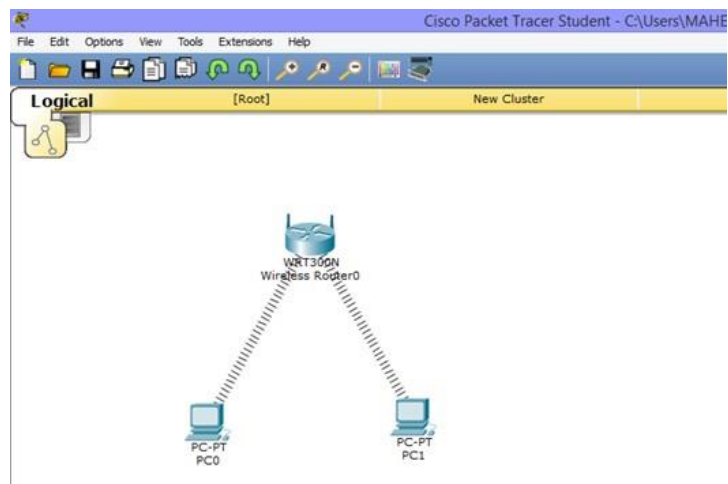 Cisco Packet Tracer Student - C:\Users\MAHE
File Edit Options View Tools Extensions Help
Logical [Root] New Cluster
WRT300N
Wireless Router0
PC-PT
PC0
PC-PT
PC1